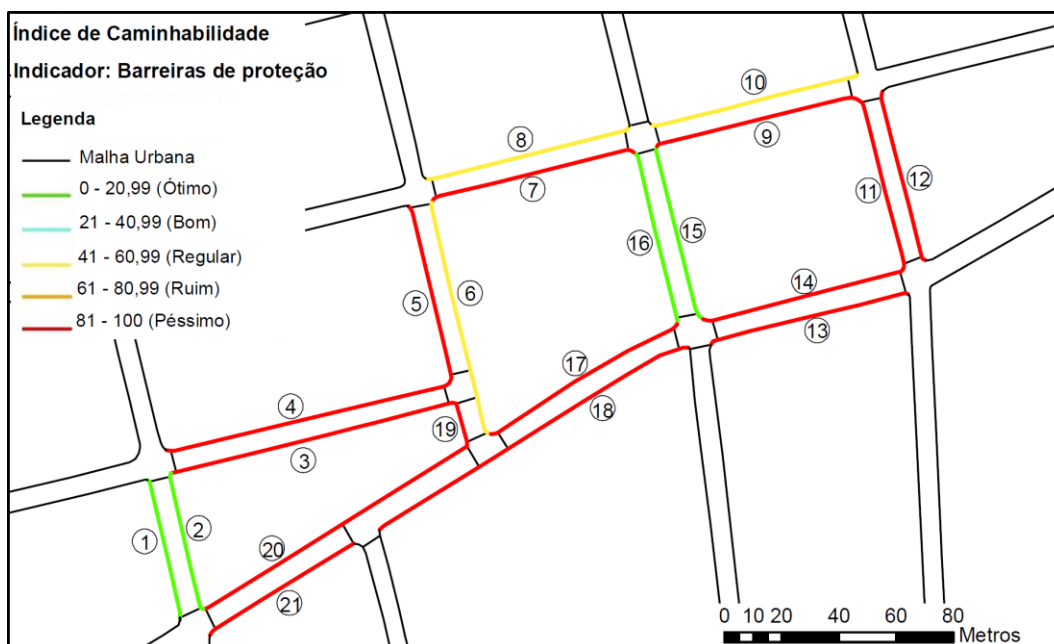 Índice de Caminhabilidade
Indicador: Barreiras de proteção
Legenda
Malha Urbana
0 - 20,99 (Ótimo)
21 - 40,99 (Bom)
41 - 60,99 (Regular)
61 - 80,99 (Ruim)
81 - 100 (Péssimo)
10
8
9
7
12
11
15
16
5
6
14
13
17
18
4
19
3
1
2
20
21
0 10 20 40 60 80
Metros